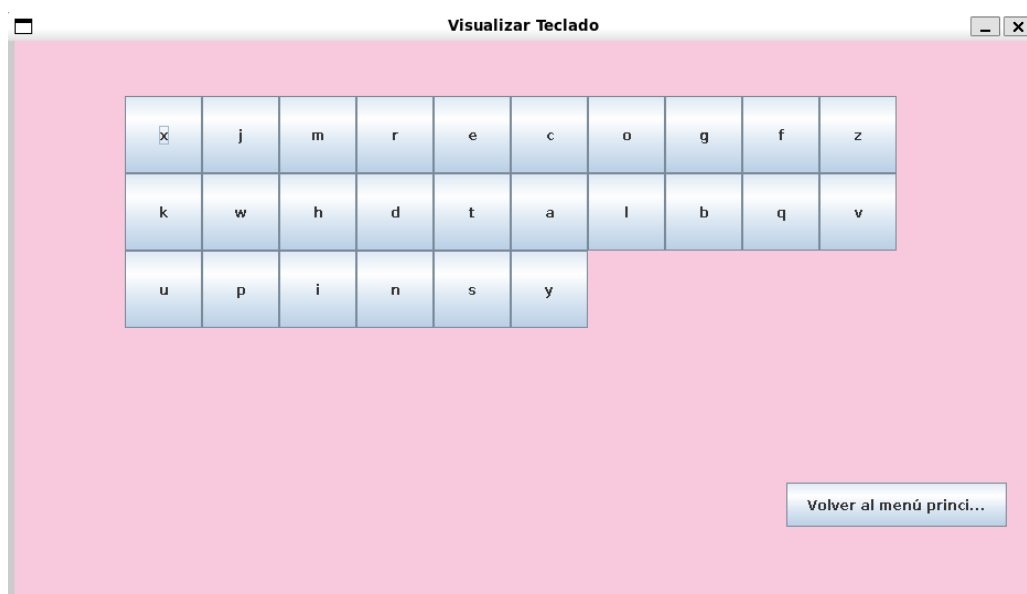 Visualizar Teclado
x j m r e c o g f z
k w h d t a l b q v
u p i n s y
Volver al menú princi...